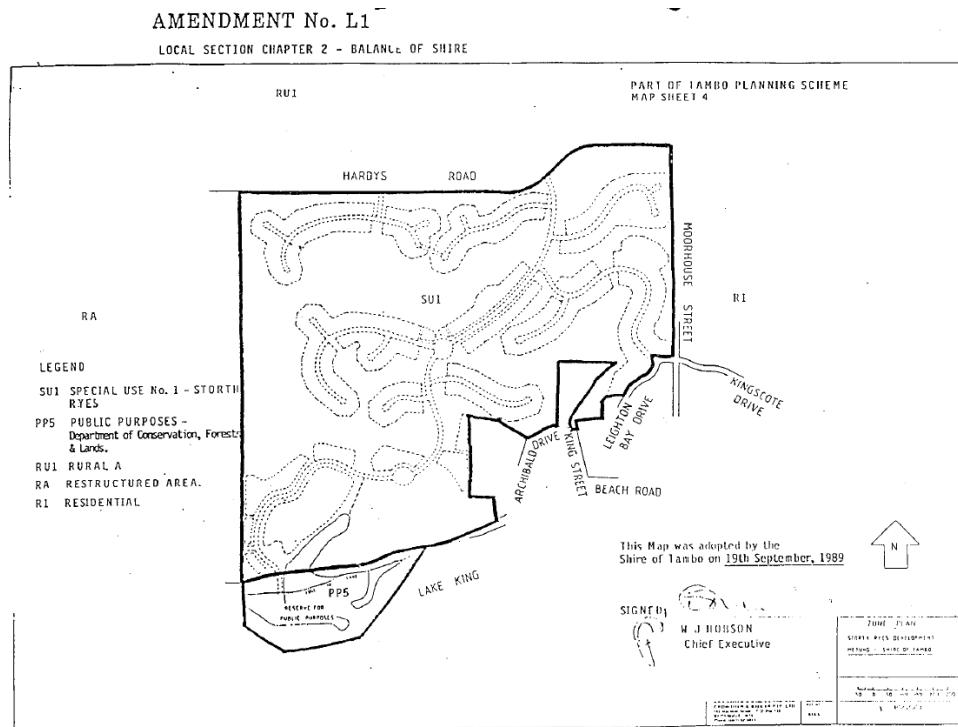 AMENDMENT No. L1
LOCAL SECTION CHAPTER 2 - BALANCE OF SHIRE
RU1
PART OF TAMBO PLANNING SCHEME
MAP SHEET 4
HARDYS ROAD
MOORHOUSE STREET
SU1
R1
RA
LEGEND
SU1 SPECIAL USE No. 1 - STORTH
RYES
PP5 PUBLIC PURPOSES -
Department of Conservation, Forests
& Lands.
RU1 RURAL A
RA RESTRUCTURED AREA.
R1 RESIDENTIAL
KINGSCOTE
DRIVE
LEIGHTON
BAY DRIVE
ARCHIBALD DRIVE
KING STREET
BEACH ROAD
LAKE KING
PP5
RESERVE FOR
PUBLIC PURPOSES
This Map was adopted by the
Shire of Tambo on 19th September, 1989
N
SIGNED
W J HOBSON
Chief Executive
ZONE PLAN
STORTH RYES DEVELOPMENT
METUNG - SHIRE OF TAMBO